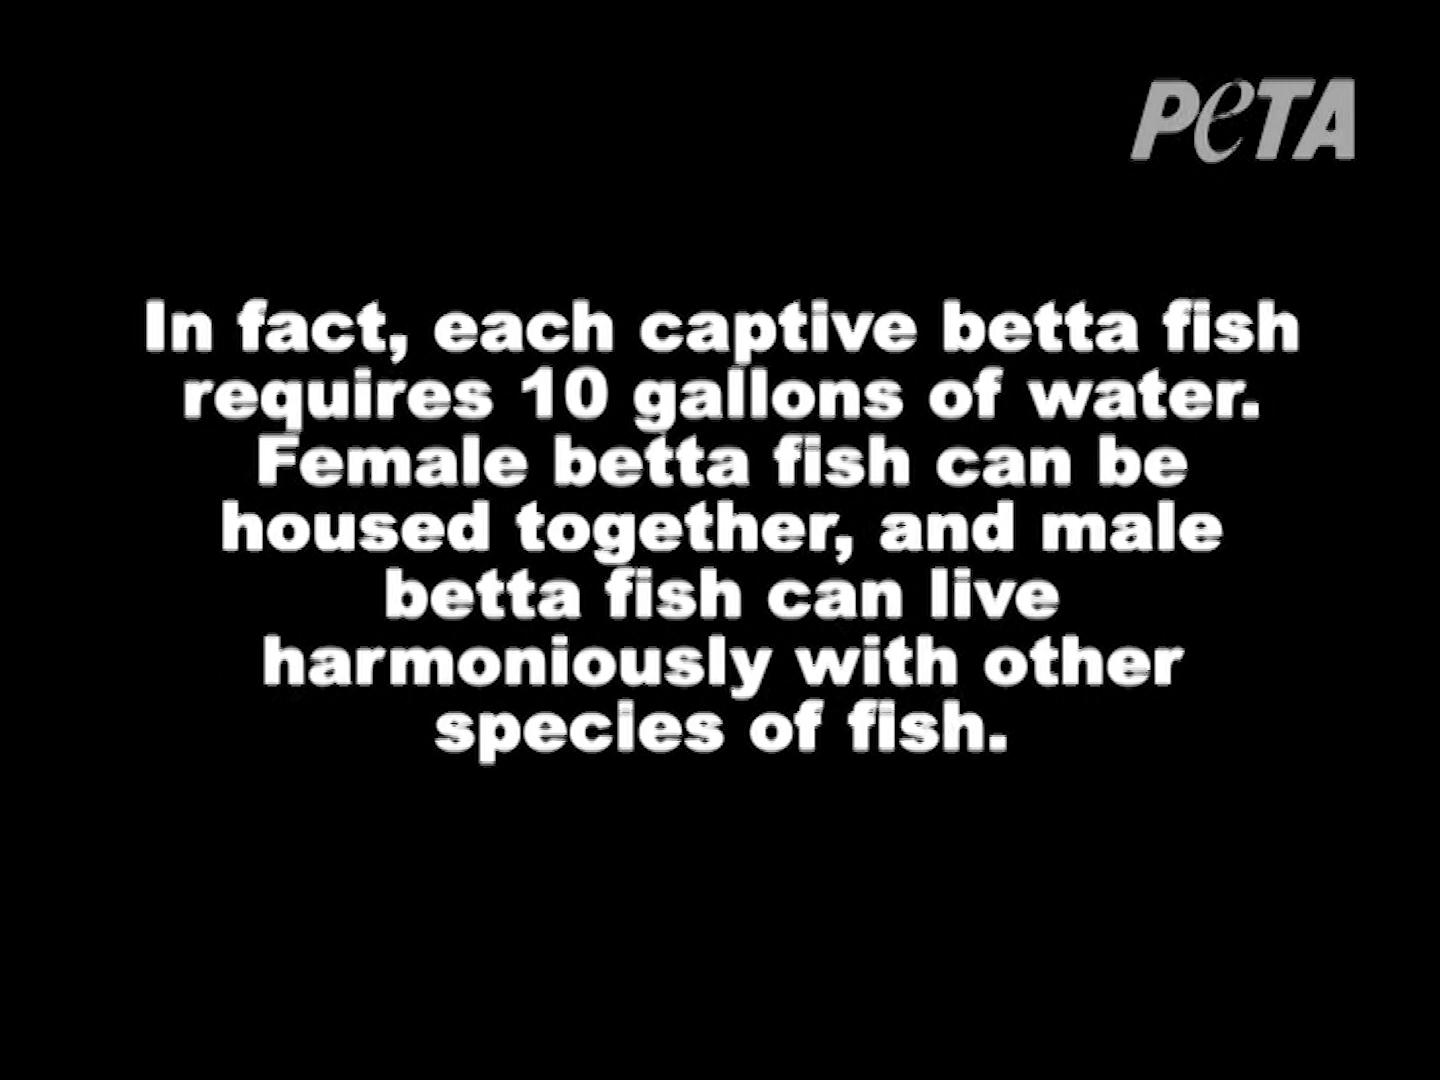 PETA
In fact, each captive betta fish
requires 10 gallons of water.
Female betta fish can be
housed together, and male
betta fish can live
harmoniously with other
species of fish.